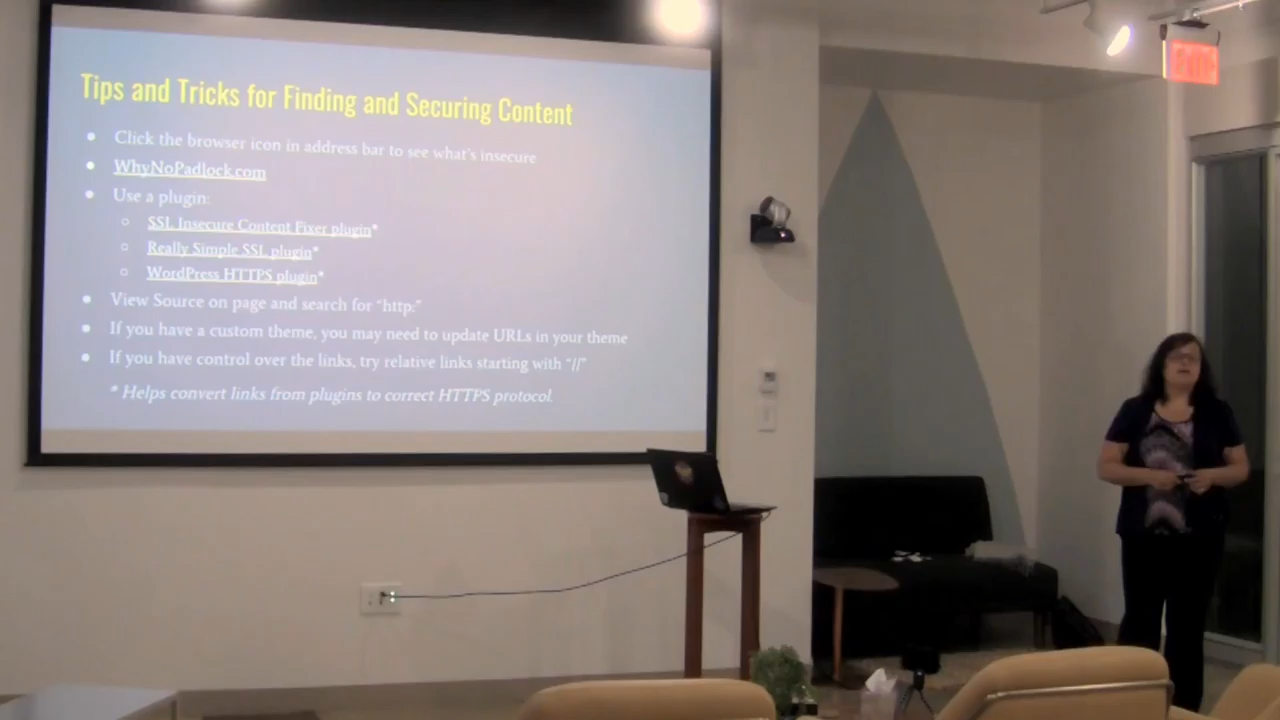 Tips and Tricks for Finding and Securing Content
● Click the browser icon in address bar to see what's insecure
● WhyNoPadlock.com
● Use a plugin:
○ SSL Insecure Content Fixer plugin*
○ Really Simple SSL plugin*
○ WordPress HTTPS plugin*
● View Source on page and search for "http:"
● If you have a custom theme, you may need to update URLs in your theme
● If you have control over the links, try relative links starting with "//"
* Helps convert links from plugins to correct HTTPS protocol.
EXIT